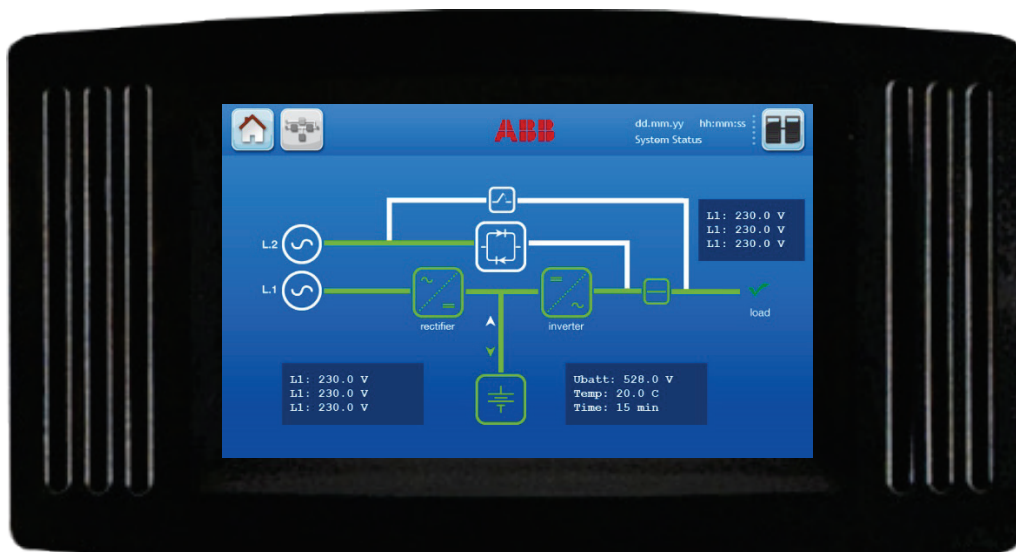 ABB
dd.mm.yy hh:mm:ss
System Status
L1: 230.0 V
L1: 230.0 V
L1: 230.0 V
L.2
L.1
rectifier
inverter
load
L1: 230.0 V
L1: 230.0 V
L1: 230.0 V
Ubatt: 528.0 V
Temp: 20.0 C
Time: 15 min